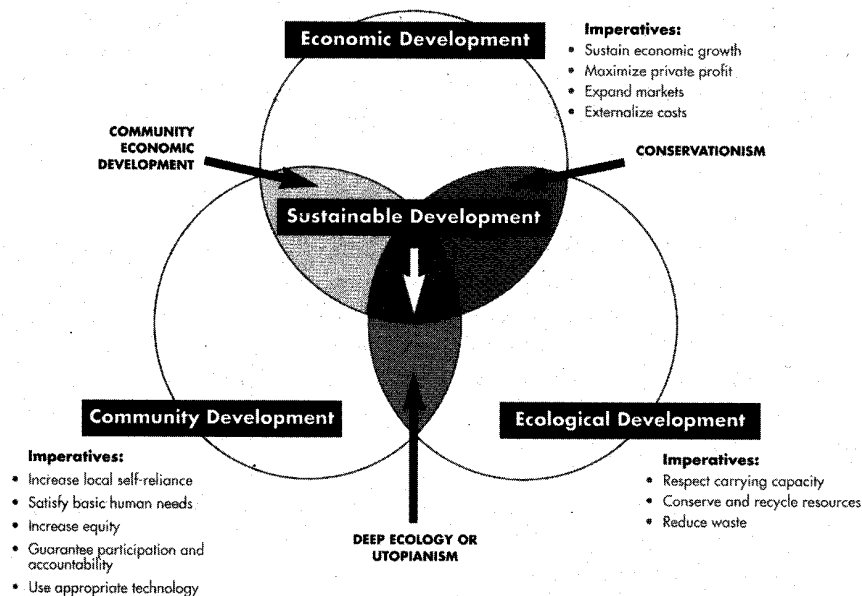 Economic Development
Imperatives:
• Sustain economic growth
• Maximize private profit
• Expand markets
• Externalize costs
COMMUNITY
ECONOMIC
DEVELOPMENT
CONSERVATIONISM
Sustainable Development
Community Development
Imperatives:
• Increase local self-reliance
• Satisfy basic human needs
• Increase equity
• Guarantee participation and
accountability
• Use appropriate technology
Ecological Development
Imperatives:
• Respect carrying capacity
• Conserve and recycle resources
• Reduce waste
DEEP ECOLOGY OR
UTOPIANISM